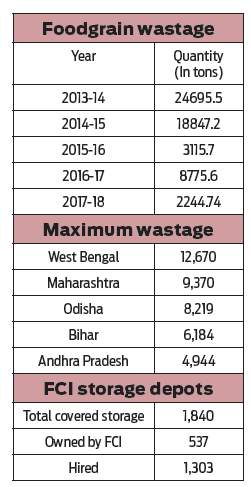 Foodgrain wastage
Year Quantity
(In tons)
2013-14 24695.5
2014-15 18847.2
2015-16 3115.7
2016-17 8775.6
2017-18 2244.74
Maximum wastage
West Bengal 12,670
Maharashtra 9,370
Odisha 8,219
Bihar 6,184
Andhra Pradesh 4,944
FCI storage depots
Total covered storage 1,840
Owned by FCI 537
Hired 1,303